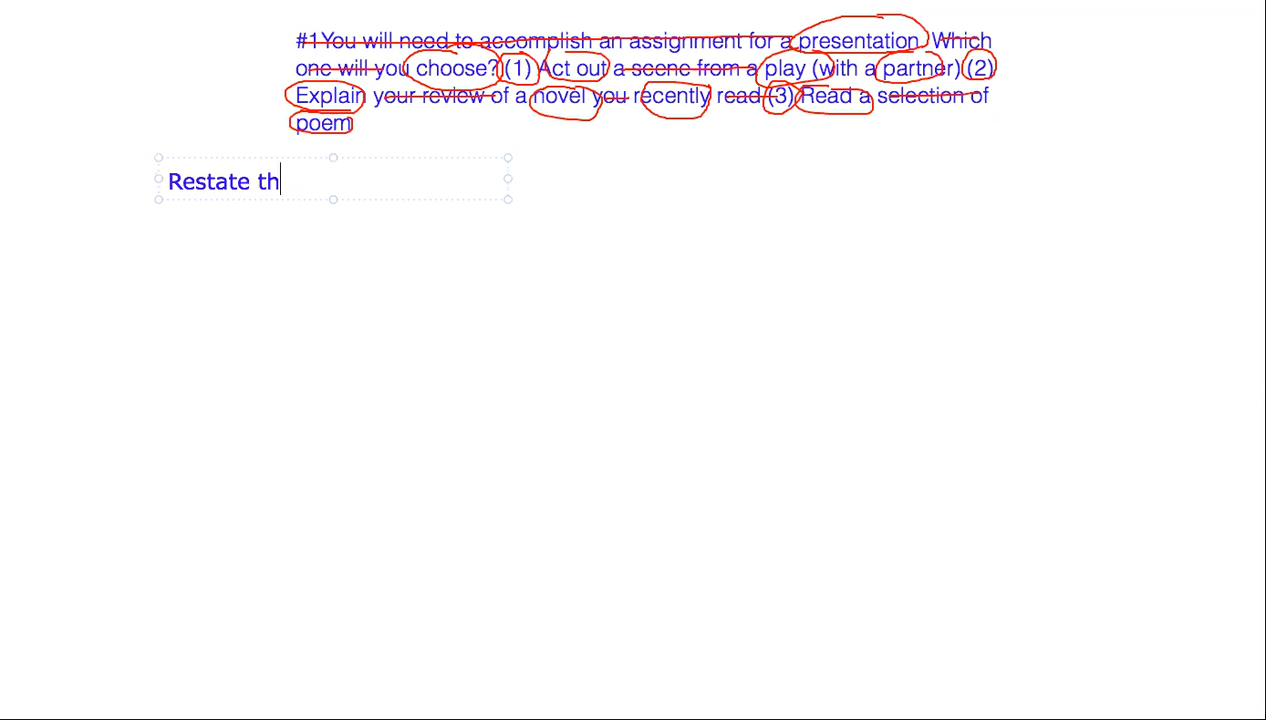 #1You will need to accomplish an assignment for a presentation. Which
one will you choose? (1) Act out a scene from a play (with a partner) (2)
Explain your review of a novel you recently read (3) Read a selection of
poem
Restate th